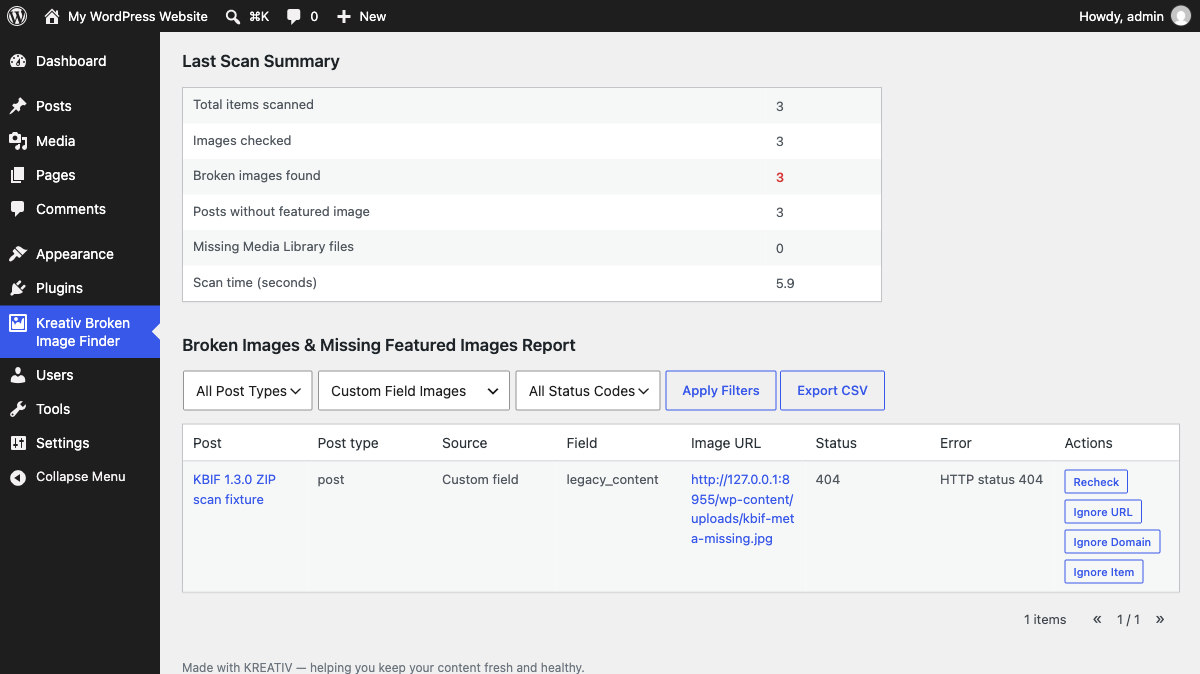 My WordPress Website ⌘K 0 New Howdy, admin
Dashboard
Posts
Media
Pages
Comments
Appearance
Plugins
Kreativ Broken
Image Finder
Users
Tools
Settings
Collapse Menu
Last Scan Summary
Total items scanned 3
Images checked 3
Broken images found 3
Posts without featured image 3
Missing Media Library files 0
Scan time (seconds) 5.9
Broken Images & Missing Featured Images Report
All Post Types Custom Field Images All Status Codes Apply Filters Export CSV
Post Post type Source Field Image URL Status Error Actions
KBIF 1.3.0 ZIP
scan fixture
post
Custom field
legacy_content
http://127.0.0.1:8
955/wp-content/
uploads/kbif-met
a-missing.jpg
404
HTTP status 404
Recheck
Ignore URL
Ignore Domain
Ignore Item
1 items « 1 / 1 »
Made with KREATIV — helping you keep your content fresh and healthy.